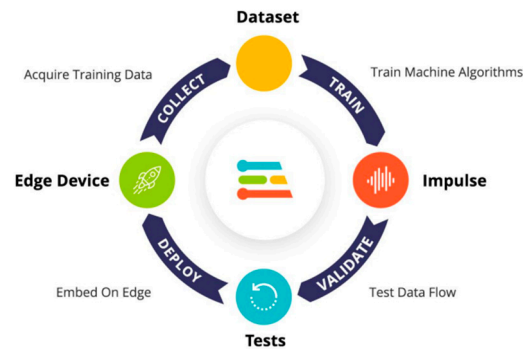 Dataset
Acquire Training Data
COLLECT
TRAIN
Train Machine Algorithms
Edge Device
Impulse
Embed On Edge
DEPLOY
VALIDATE
Test Data Flow
Tests